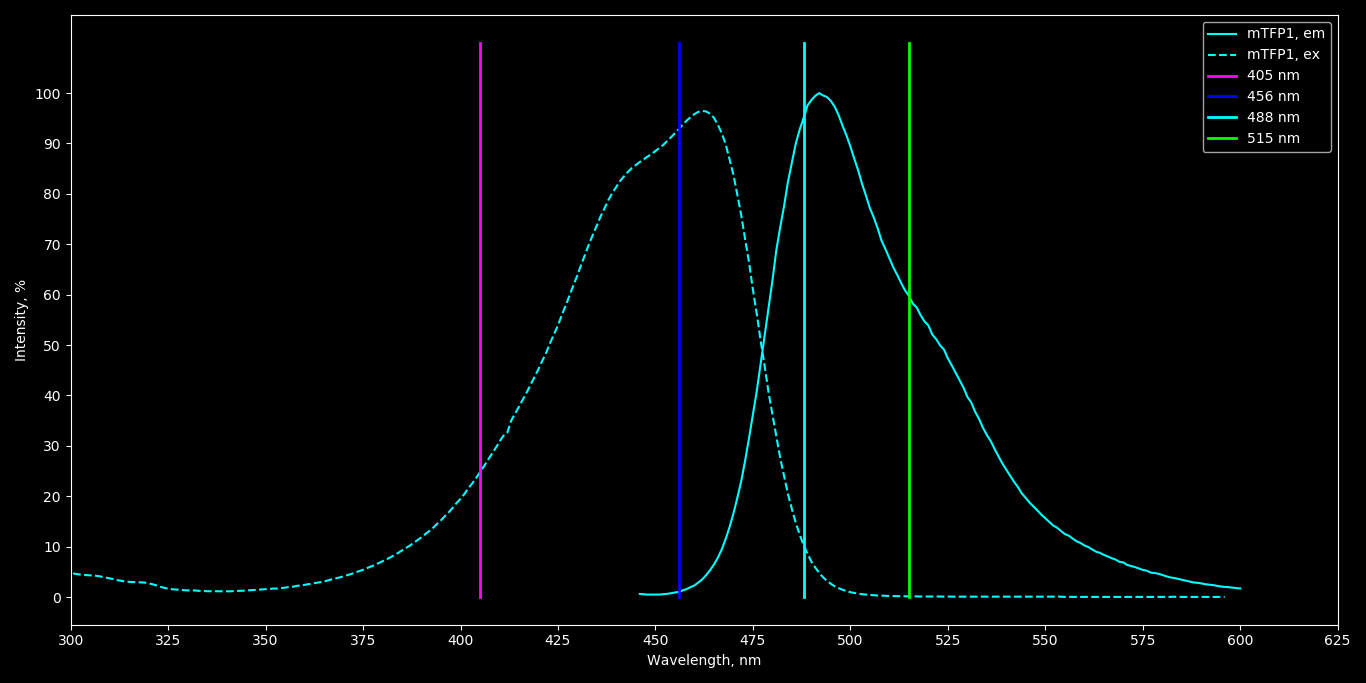 mTFP1, em
mTFP1, ex
405 nm
456 nm
488 nm
515 nm
100
90
80
70
60
50
40
30
20
10
0
Intensity, %
300 325 350 375 400 425 450 475 500 525 550 575 600 625
Wavelength, nm